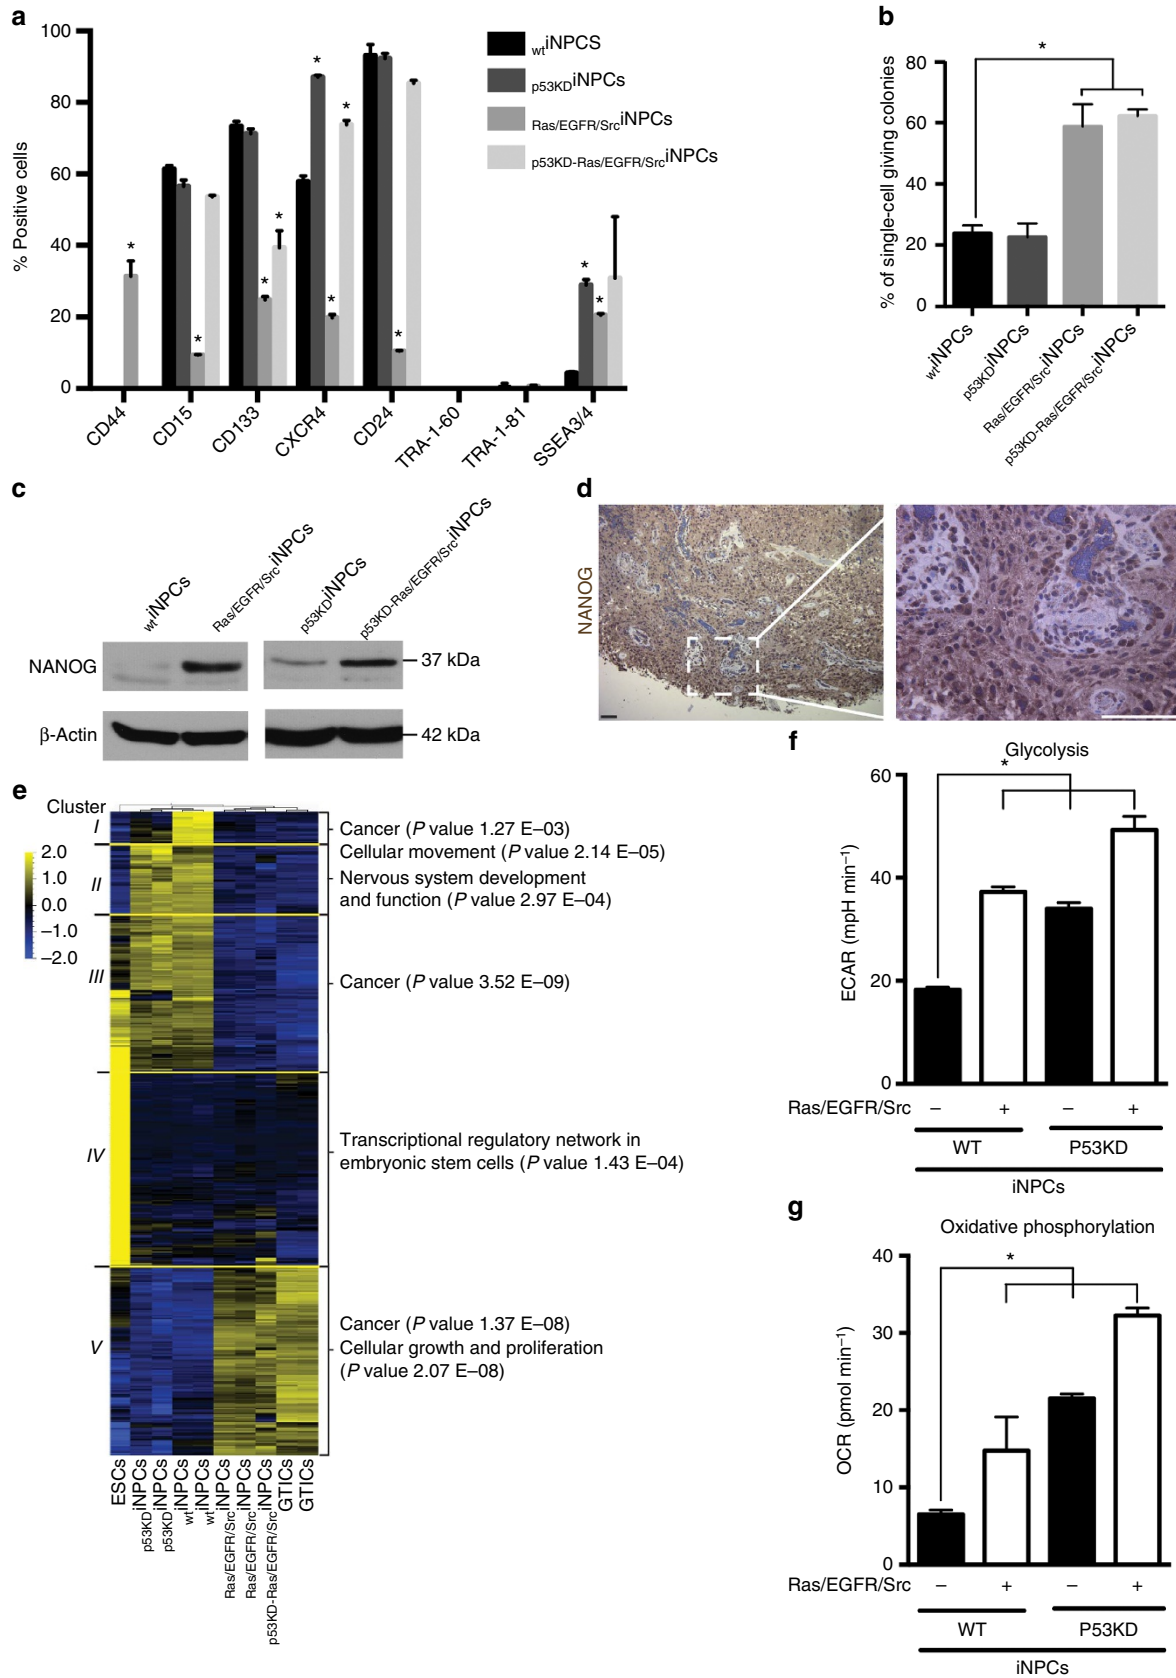 a
100
80
60
40
20
0
% Positive cells
wtiNPCS
p53KDiNPCs
Ras/EGFR/SrciNPCs
p53KD-Ras/EGFR/SrciNPCs
* * * * * * * * * *
CD44 CD15 CD133 CXCR4 CD24 TRA-1-60 TRA-1-81 SSEA3/4
b
80
60
40
20
0
% of single-cell giving colonies
*
wtiNPCs p53KDiNPCs Ras/EGFR/SrciNPCs p53KD-Ras/EGFR/SrciNPCs
c
wtiNPCs Ras/EGFR/SrciNPCs p53KDiNPCs p53KD-Ras/EGFR/SrciNPCs
NANOG 37 kDa
β-Actin 42 kDa
d
NANOG
e
Cluster
I
II
III
IV
V
2.0
1.0
0.0
–1.0
–2.0
Cancer (P value 1.27 E–03)
Cellular movement (P value 2.14 E–05)
Nervous system development
and function (P value 2.97 E–04)
Cancer (P value 3.52 E–09)
Transcriptional regulatory network in
embryonic stem cells (P value 1.43 E–04)
Cancer (P value 1.37 E–08)
Cellular growth and proliferation
(P value 2.07 E–08)
ESCs p53KDiNPCs p53KDiNPCs wtiNPCs wtiNPCs Ras/EGFR/SrciNPCs Ras/EGFR/SrciNPCs p53KD-Ras/EGFR/SrciNPCs GTICs GTICs
f
Glycolysis
*
60
40
20
0
ECAR (mpH min–1)
Ras/EGFR/Src – + – +
WT P53KD
iNPCs
g
Oxidative phosphorylation
*
40
30
20
10
0
OCR (pmol min–1)
Ras/EGFR/Src – + – +
WT P53KD
iNPCs